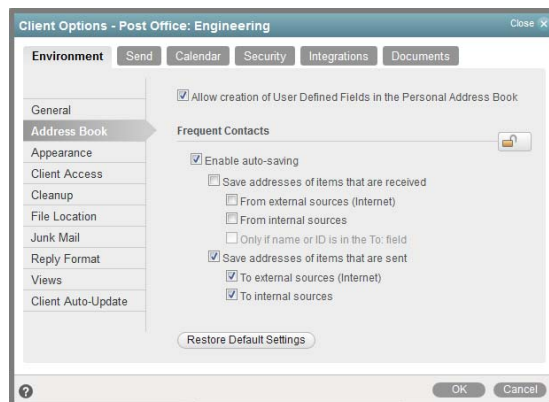 Client Options - Post Office: Engineering
Close X
Environment Send Calendar Security Integrations Documents
General
Address Book
Appearance
Client Access
Cleanup
File Location
Junk Mail
Reply Format
Views
Client Auto-Update
Allow creation of User Defined Fields in the Personal Address Book
Frequent Contacts
Enable auto-saving
Save addresses of items that are received
From external sources (Internet)
From internal sources
Only if name or ID is in the To: field
Save addresses of items that are sent
To external sources (Internet)
To internal sources
Restore Default Settings
? OK Cancel